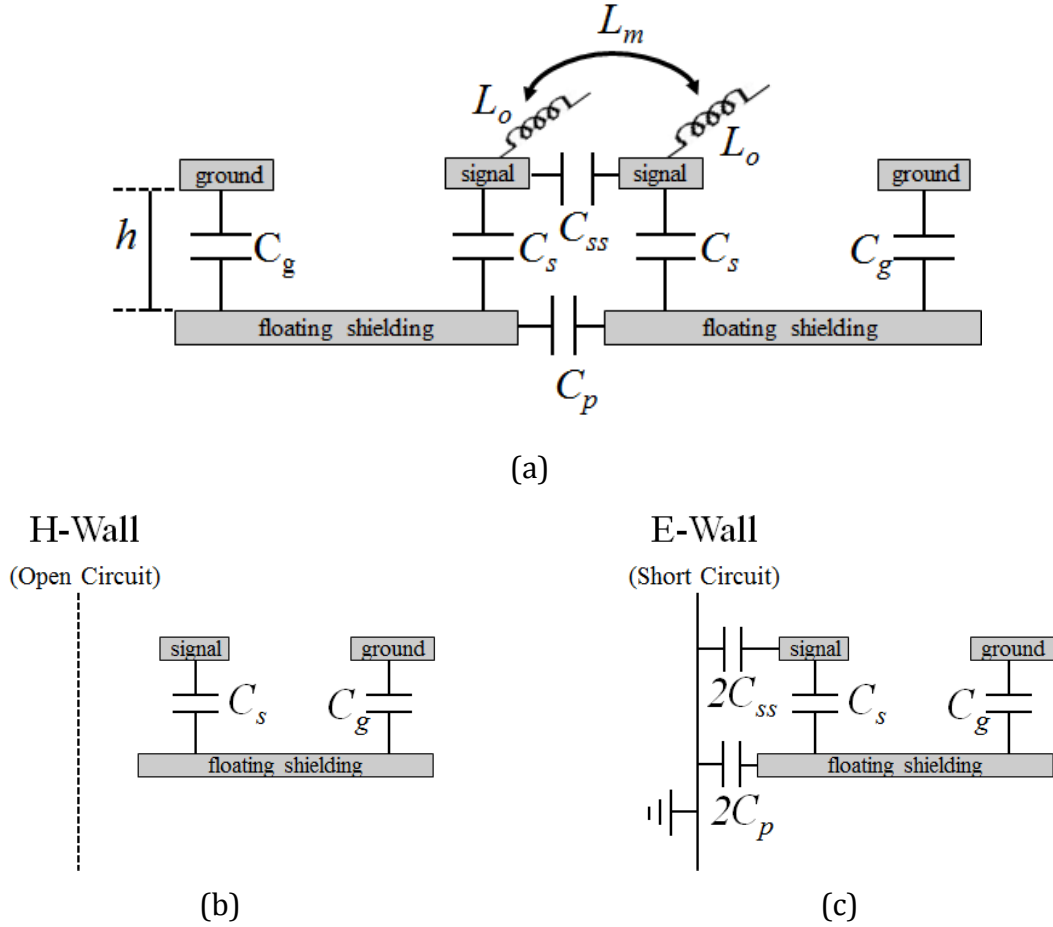 L_m
L_o
L_o
ground signal signal ground
h C_g C_s C_ss C_s C_g
floating shielding floating shielding
C_p
(a)
H-Wall E-Wall
(Open Circuit) (Short Circuit)
signal ground signal ground
C_s C_g 2C_ss C_s C_g
floating shielding floating shielding
2C_p
(b) (c)